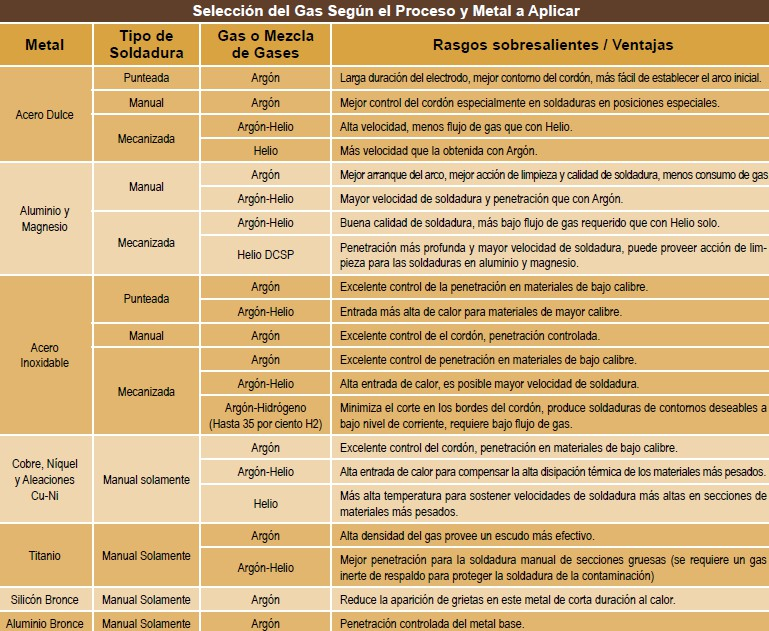 Selección del Gas Según el Proceso y Metal a Aplicar
Metal
Tipo de
Soldadura
Gas o Mezcla
de Gases
Rasgos sobresalientes / Ventajas
Acero Dulce
Punteada
Argón
Larga duración del electrodo, mejor contorno del cordón, más fácil de establecer el arco inicial.
Manual
Argón
Mejor control del cordón especialmente en soldaduras en posiciones especiales.
Mecanizada
Argón-Helio
Alta velocidad, menos flujo de gas que con Helio.
Helio
Más velocidad que la obtenida con Argón.
Aluminio y
Magnesio
Manual
Argón
Mejor arranque del arco, mejor acción de limpieza y calidad de soldadura, menos consumo de gas
Argón-Helio
Mayor velocidad de soldadura y penetración que con Argón.
Mecanizada
Argón-Helio
Buena calidad de soldadura, más bajo flujo de gas requerido que con Helio solo.
Helio DCSP
Penetración más profunda y mayor velocidad de soldadura, puede proveer acción de lim-
pieza para las soldaduras en aluminio y magnesio.
Acero
Inoxidable
Punteada
Argón
Excelente control de la penetración en materiales de bajo calibre.
Argón-Helio
Entrada más alta de calor para materiales de mayor calibre.
Manual
Argón
Excelente control de el cordón, penetración controlada.
Mecanizada
Argón
Excelente control de penetración en materiales de bajo calibre.
Argón-Helio
Alta entrada de calor, es posible mayor velocidad de soldadura.
Argón-Hidrógeno
(Hasta 35 por ciento H2)
Minimiza el corte en los bordes del cordón, produce soldaduras de contornos deseables a
bajo nivel de corriente, requiere bajo flujo de gas.
Cobre, Níquel
y Aleaciones
Cu-Ni
Manual solamente
Argón
Excelente control del cordón, penetración en materiales de bajo calibre.
Argón-Helio
Alta entrada de calor para compensar la alta disipación térmica de los materiales más pesados.
Helio
Más alta temperatura para sostener velocidades de soldadura más altas en secciones de
materiales más pesados.
Titanio
Manual Solamente
Argón
Alta densidad del gas provee un escudo más efectivo.
Argón-Helio
Mejor penetración para la soldadura manual de secciones gruesas (se requiere un gas
inerte de respaldo para proteger la soldadura de la contaminación)
Silicón Bronce
Manual Solamente
Argón
Reduce la aparición de grietas en este metal de corta duración al calor.
Aluminio Bronce
Manual Solamente
Argón
Penetración controlada del metal base.